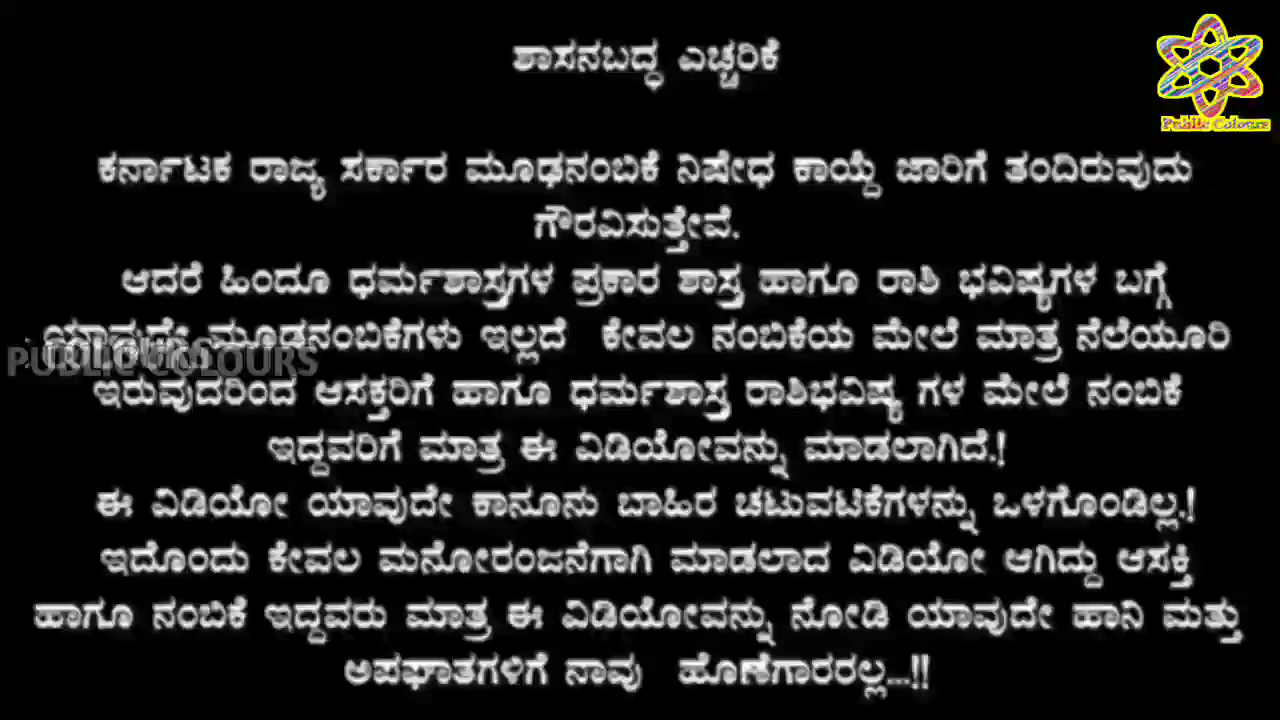 ಶಾಸನಬದ್ಧ ಎಚ್ಚರಿಕೆ
Public Colours
ಕರ್ನಾಟಕ ರಾಜ್ಯ ಸರ್ಕಾರ ಮೂಢನಂಬಿಕೆ ನಿಷೇಧ ಕಾಯ್ದೆ ಜಾರಿಗೆ ತಂದಿರುವುದು
ಗೌರವಿಸುತ್ತೇವೆ.
ಆದರೆ ಹಿಂದೂ ಧರ್ಮಶಾಸ್ತ್ರಗಳ ಪ್ರಕಾರ ಶಾಸ್ತ್ರ ಹಾಗೂ ರಾಶಿ ಭವಿಷ್ಯಗಳ ಬಗ್ಗೆ
ಯಾವುದೇ ಮೂಡನಂಬಿಕೆಗಳು ಇಲ್ಲದೆ ಕೇವಲ ನಂಬಿಕೆಯ ಮೇಲೆ ಮಾತ್ರ ನೆಲೆಯೂರಿ
PUBLIC COLOURS
ಇರುವುದರಿಂದ ಆಸಕ್ತರಿಗೆ ಹಾಗೂ ಧರ್ಮಶಾಸ್ತ್ರ ರಾಶಿಭವಿಷ್ಯ ಗಳ ಮೇಲೆ ನಂಬಿಕೆ
ಇದ್ದವರಿಗೆ ಮಾತ್ರ ಈ ವಿಡಿಯೋವನ್ನು ಮಾಡಲಾಗಿದೆ.!
ಈ ವಿಡಿಯೋ ಯಾವುದೇ ಕಾನೂನು ಬಾಹಿರ ಚಟುವಟಿಕೆಗಳನ್ನು ಒಳಗೊಂಡಿಲ್ಲ.!
ಇದೊಂದು ಕೇವಲ ಮನೋರಂಜನೆಗಾಗಿ ಮಾಡಲಾದ ವಿಡಿಯೋ ಆಗಿದ್ದು ಆಸಕ್ತಿ
ಹಾಗೂ ನಂಬಿಕೆ ಇದ್ದವರು ಮಾತ್ರ ಈ ವಿಡಿಯೋವನ್ನು ನೋಡಿ ಯಾವುದೇ ಹಾನಿ ಮತ್ತು
ಅಪಘಾತಗಳಿಗೆ ನಾವು ಹೊಣೆಗಾರರಲ್ಲ...!!